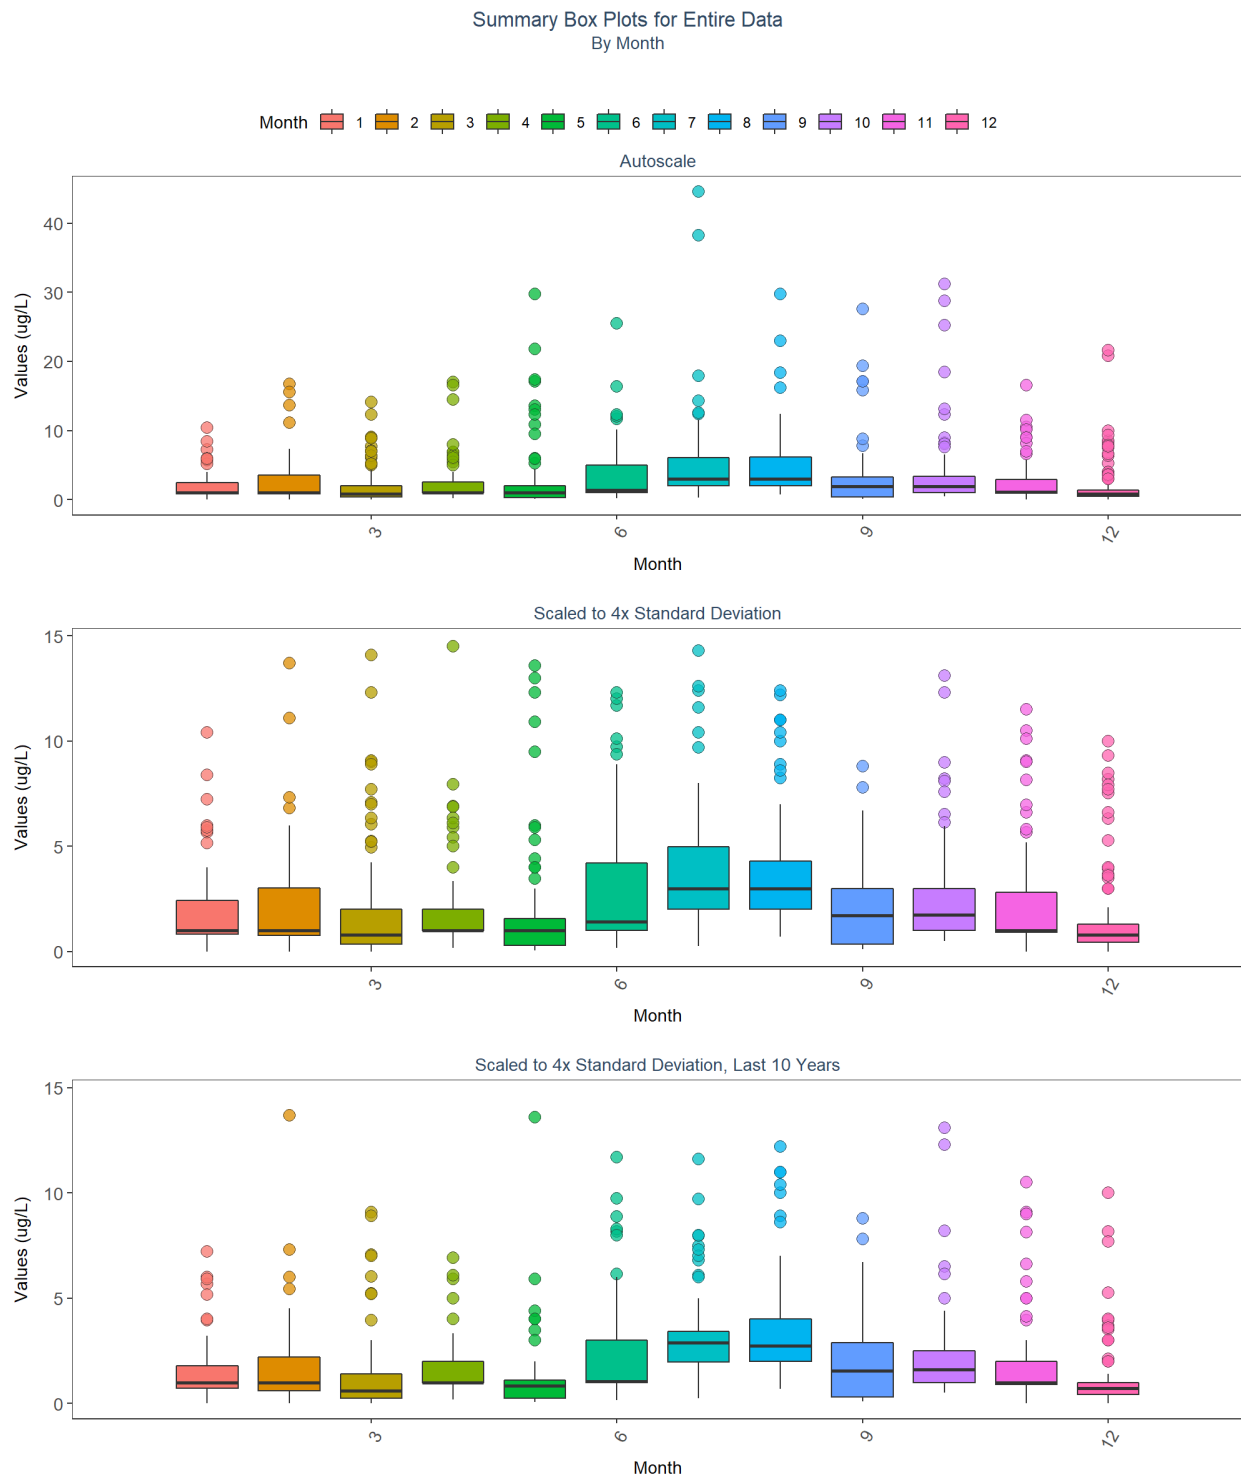 Summary Box Plots for Entire Data
By Month
Month 1 2 3 4 5 6 7 8 9 10 11 12
Autoscale
Values (ug/L)
40
30
20
10
0
3 6 9 12
Month
Scaled to 4x Standard Deviation
Values (ug/L)
15
10
5
0
3 6 9 12
Month
Scaled to 4x Standard Deviation, Last 10 Years
Values (ug/L)
15
10
5
0
3 6 9 12
Month